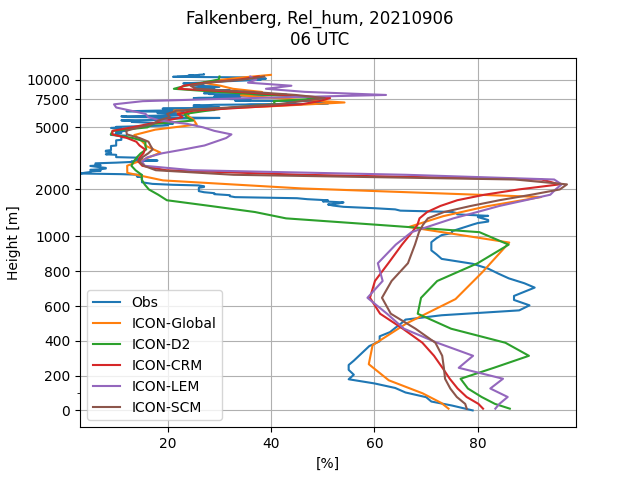 Falkenberg, Rel_hum, 20210906
06 UTC
10000
7500
5000
2000
1000
800
600
400
200
0
Height [m]
Obs
ICON-Global
ICON-D2
ICON-CRM
ICON-LEM
ICON-SCM
20
40
60
80
[%]